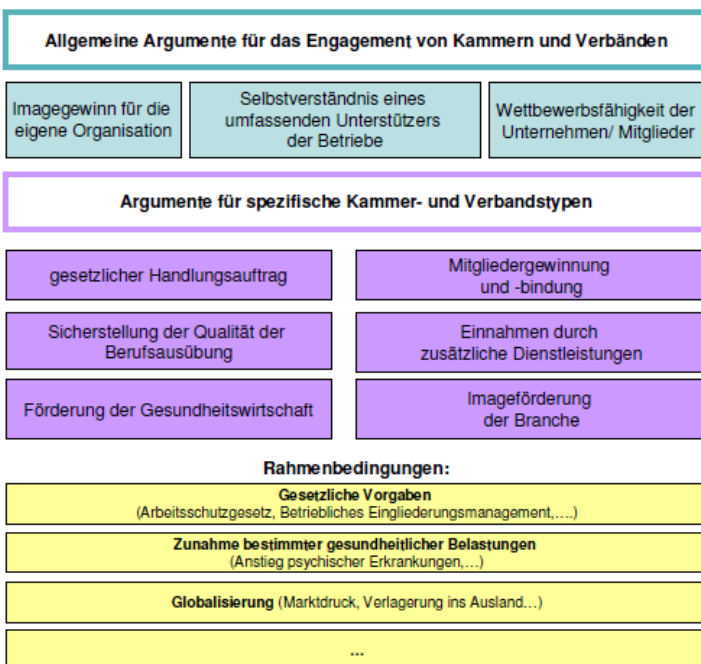 Allgemeine Argumente für das Engagement von Kammern und Verbänden
Imagegewinn für die
eigene Organisation
Selbstverständnis eines
umfassenden Unterstützers
der Betriebe
Wettbewerbsfähigkeit der
Unternehmen/ Mitglieder
Argumente für spezifische Kammer- und Verbandstypen
gesetzlicher Handlungsauftrag
Mitgliedergewinnung
und -bindung
Sicherstellung der Qualität der
Berufsausübung
Einnahmen durch
zusätzliche Dienstleistungen
Förderung der Gesundheitswirtschaft
Imageförderung
der Branche
Rahmenbedingungen:
Gesetzliche Vorgaben
(Arbeitsschutzgesetz, Betriebliches Eingliederungsmanagement,....)
Zunahme bestimmter gesundheitlicher Belastungen
(Anstieg psychischer Erkrankungen,...)
Globalisierung (Marktdruck, Verlagerung ins Ausland...)
...